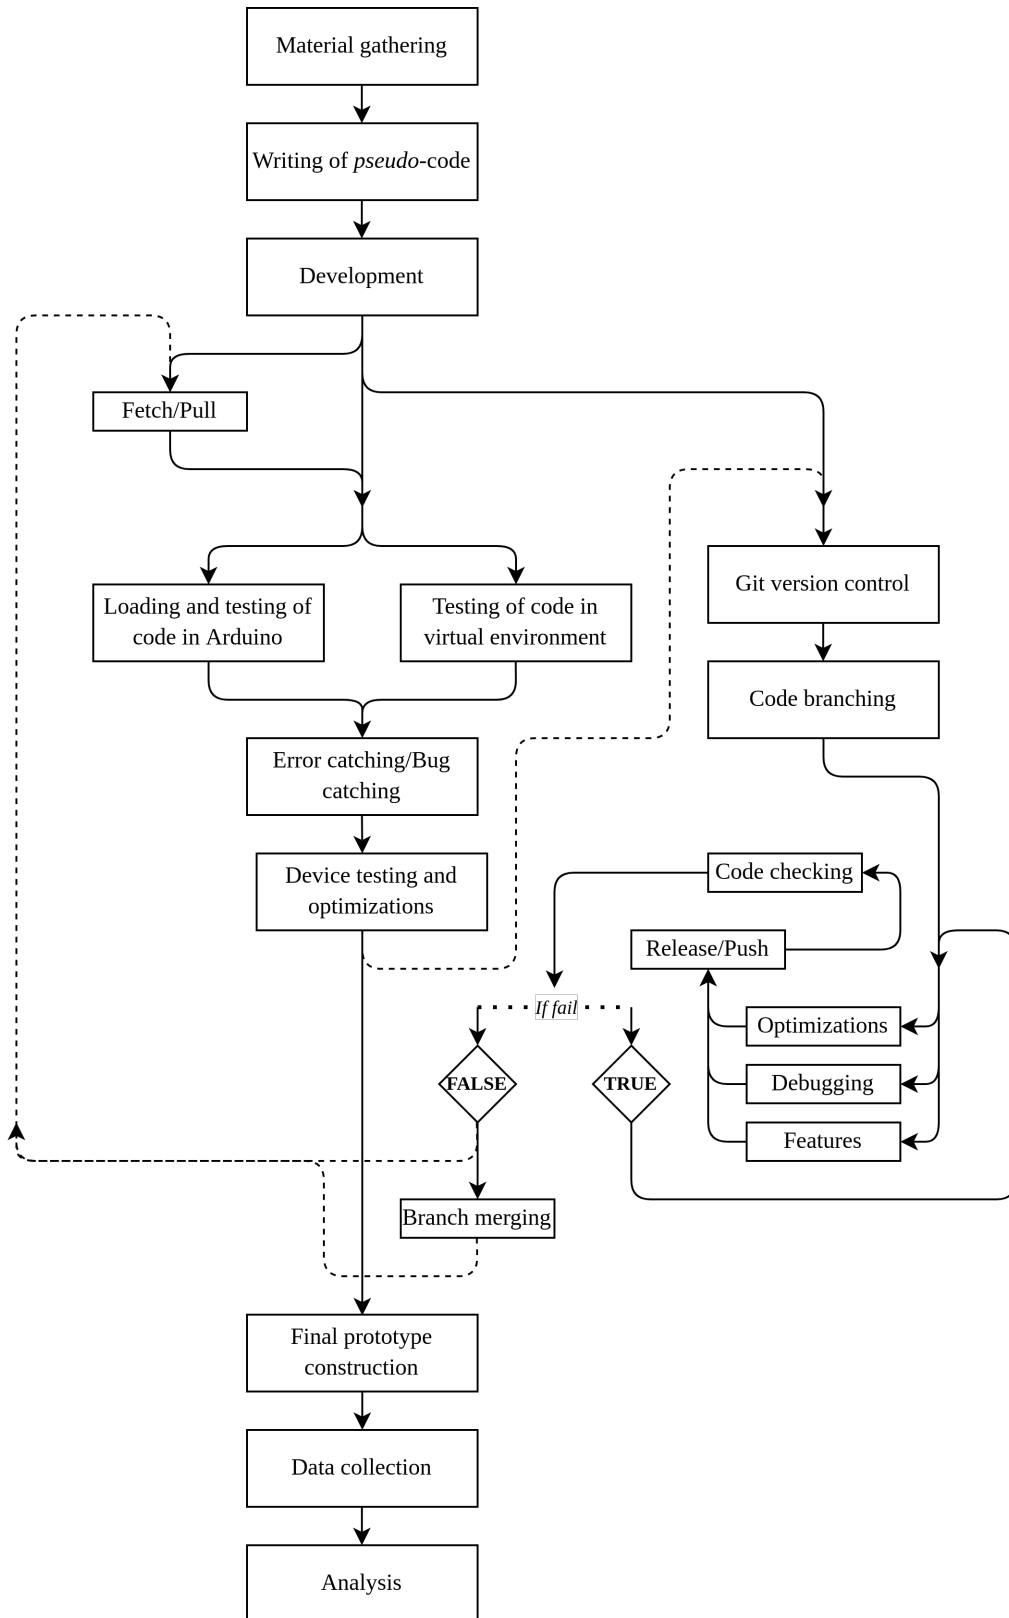 Material gathering
Writing of pseudo-code
Development
Fetch/Pull
Git version control
Loading and testing of
code in Arduino
Testing of code in
virtual environment
Code branching
Error catching/Bug
catching
Device testing and
optimizations
Code checking
Release/Push
If fail
Optimizations
FALSE
TRUE
Debugging
Features
Branch merging
Final prototype
construction
Data collection
Analysis